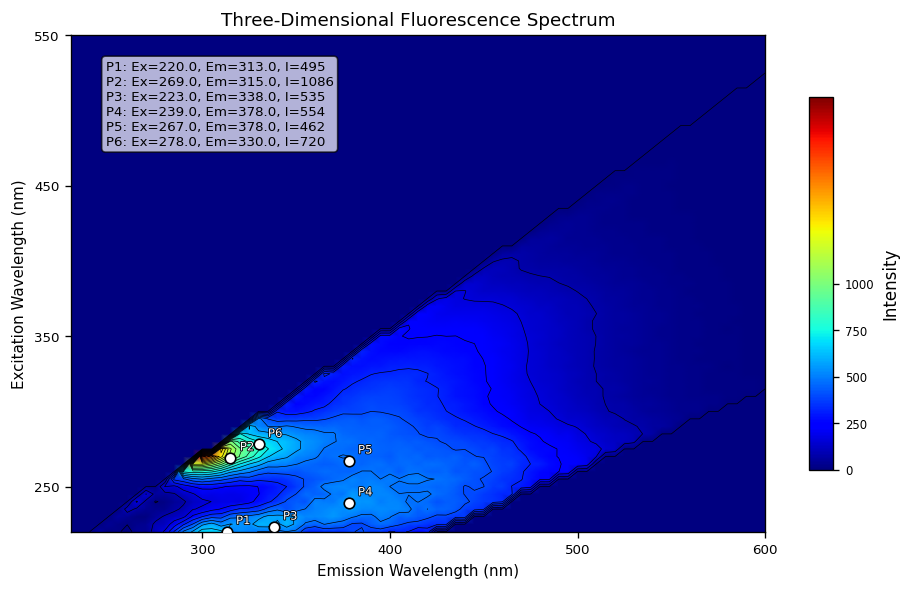 Three-Dimensional Fluorescence Spectrum
550
450
350
250
Excitation Wavelength (nm)
P1: Ex=220.0, Em=313.0, I=495
P2: Ex=269.0, Em=315.0, I=1086
P3: Ex=223.0, Em=338.0, I=535
P4: Ex=239.0, Em=378.0, I=554
P5: Ex=267.0, Em=378.0, I=462
P6: Ex=278.0, Em=330.0, I=720
P6
P2
P5
P4
P3
P1
300
400
500
600
Emission Wavelength (nm)
1000
750
500
250
0
Intensity